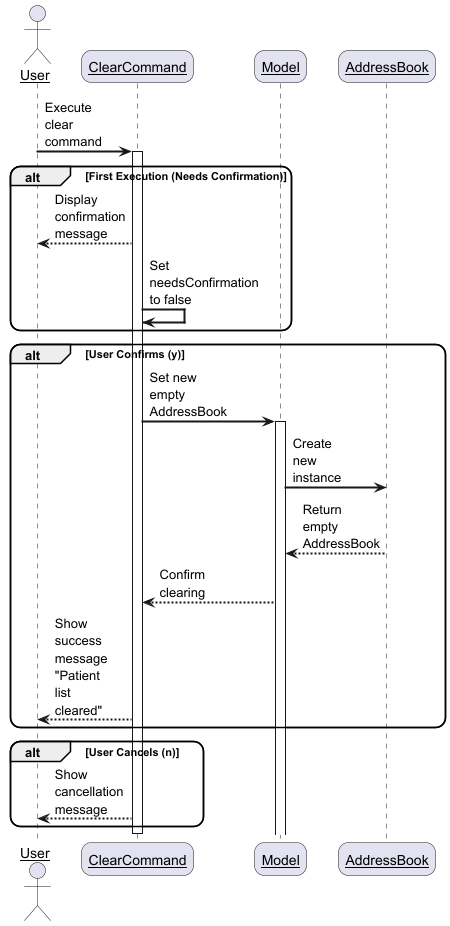 User
ClearCommand
Model
AddressBook
Execute
clear
command
alt
[First Execution (Needs Confirmation)]
Display
confirmation
message
Set
needsConfirmation
to false
alt
[User Confirms (y)]
Set new
empty
AddressBook
Create
new
instance
Return
empty
AddressBook
Confirm
clearing
Show
success
message
"Patient
list
cleared"
alt
[User Cancels (n)]
Show
cancellation
message
User
ClearCommand
Model
AddressBook